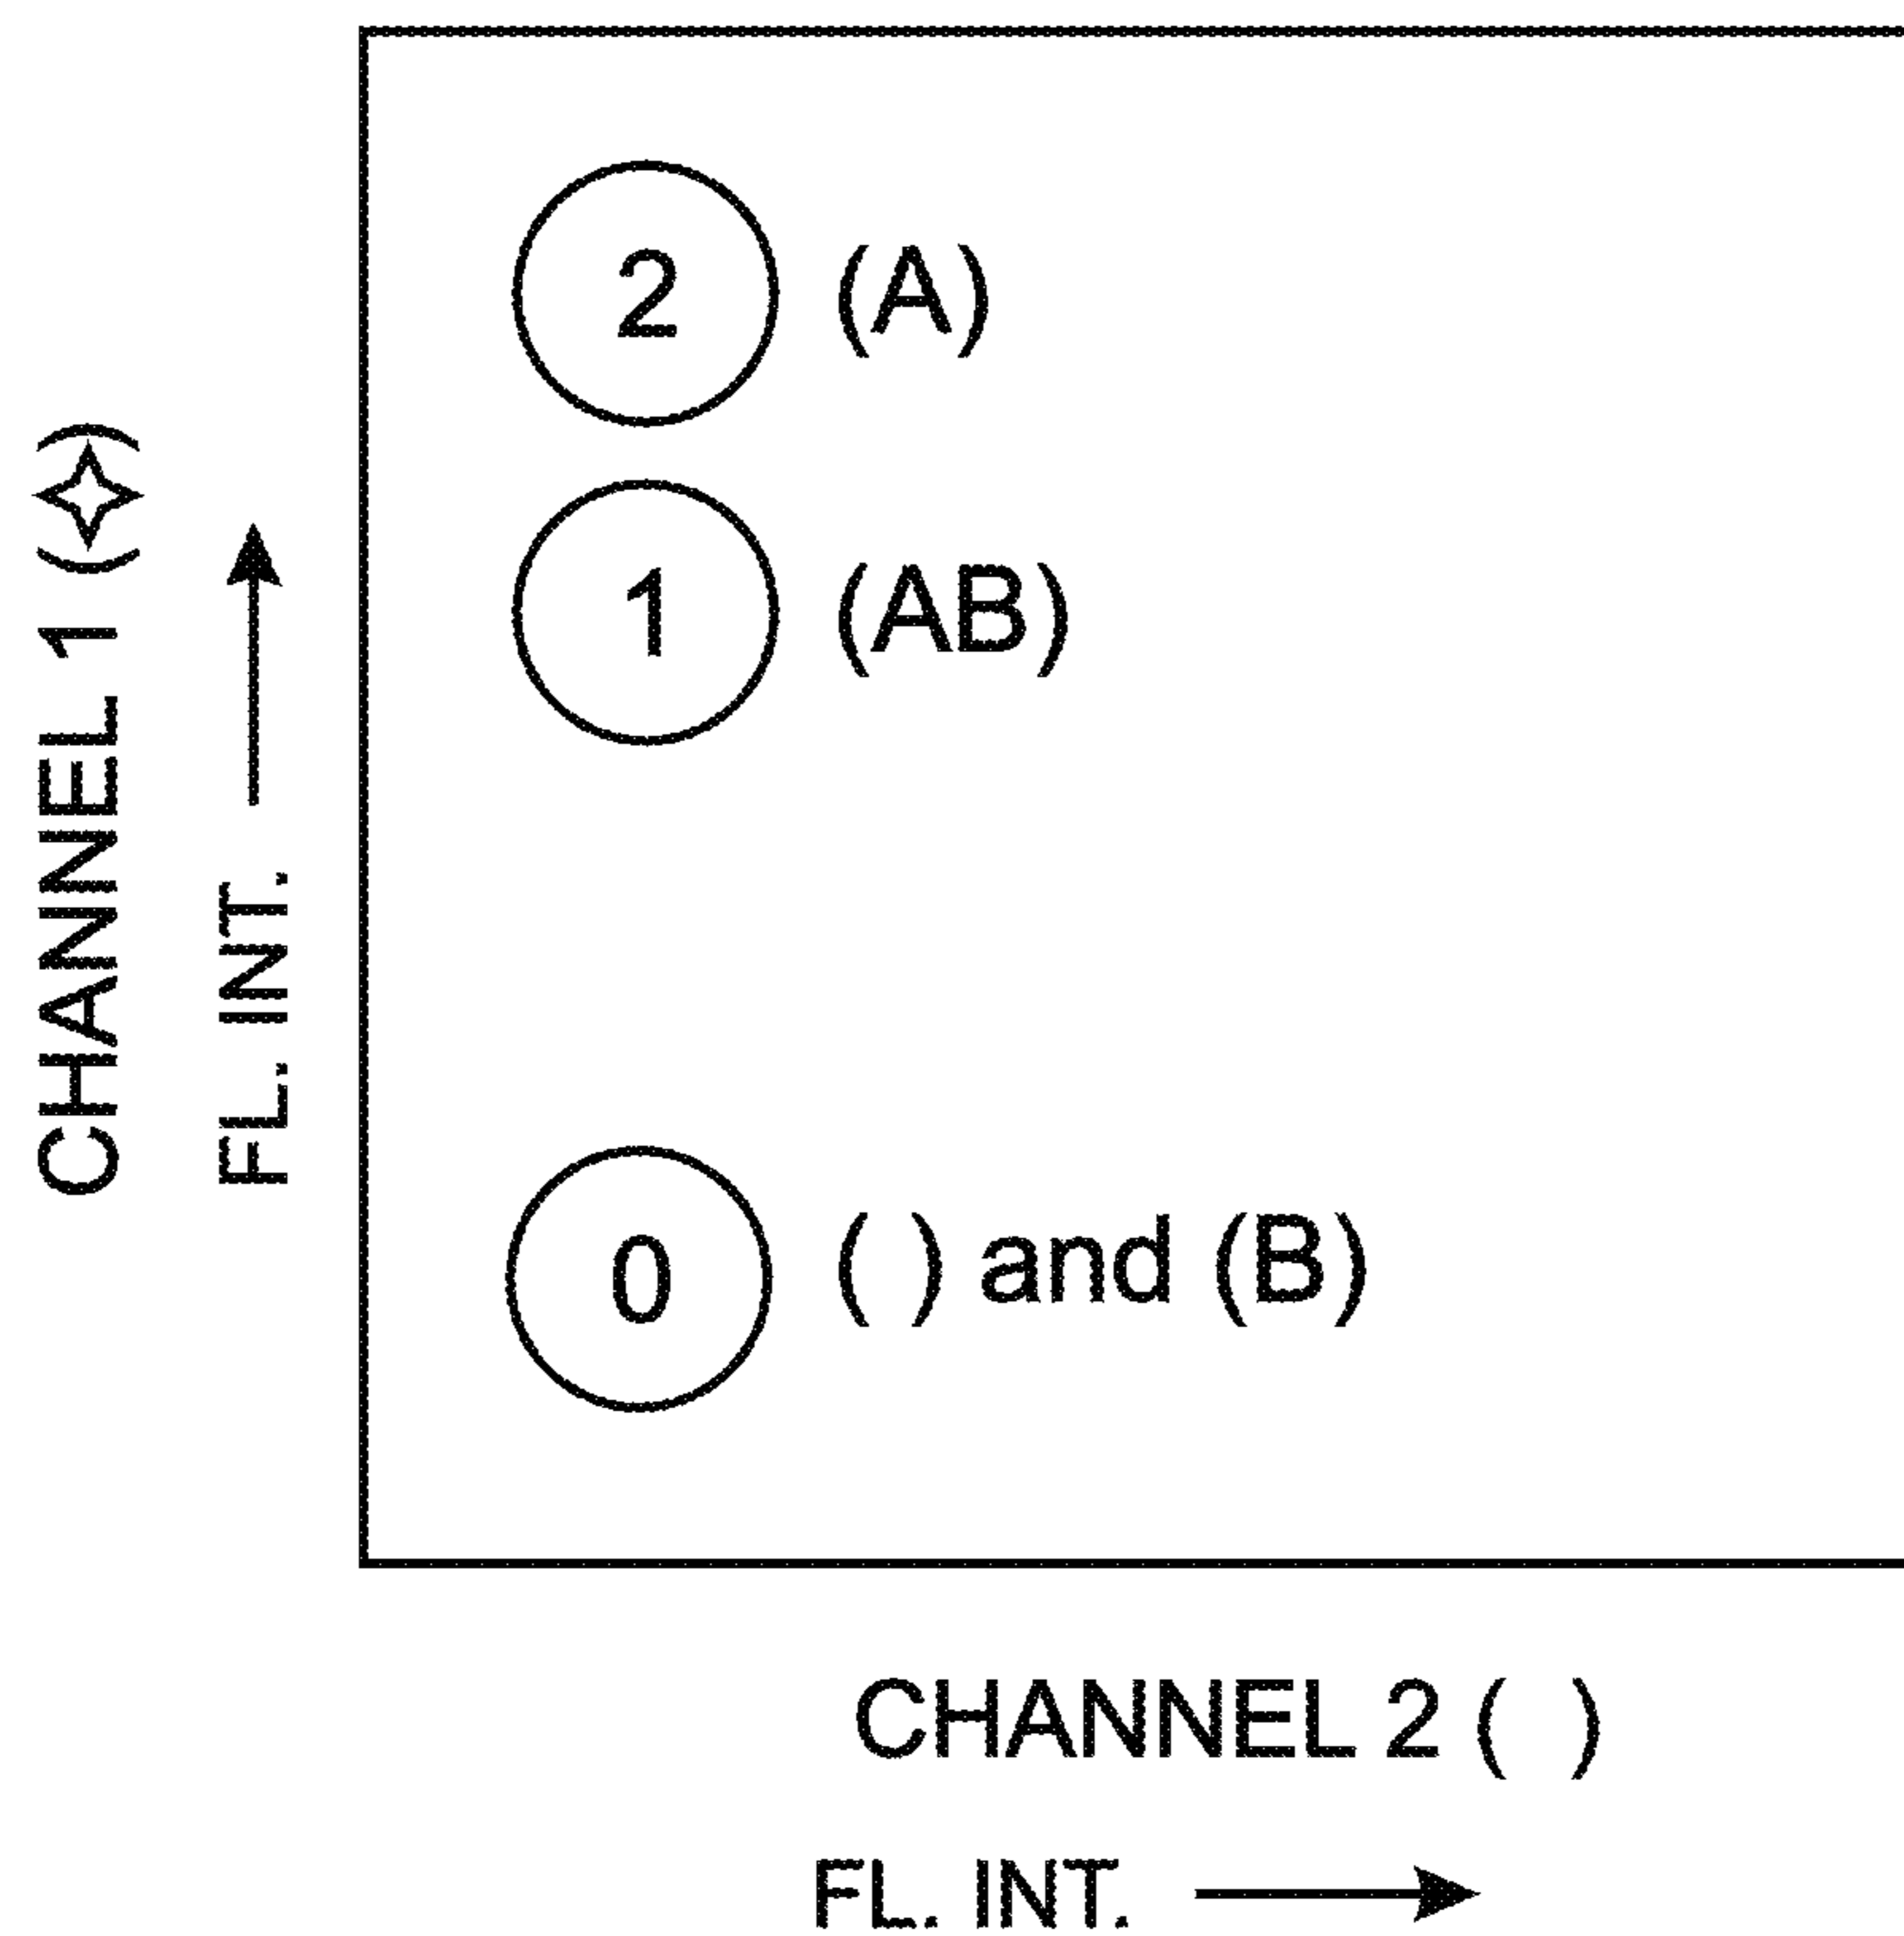 CHANNEL 1 (✧)
FL. INT.
2 (A)
1 (AB)
0 ( ) and (B)
CHANNEL 2 ( )
FL. INT.